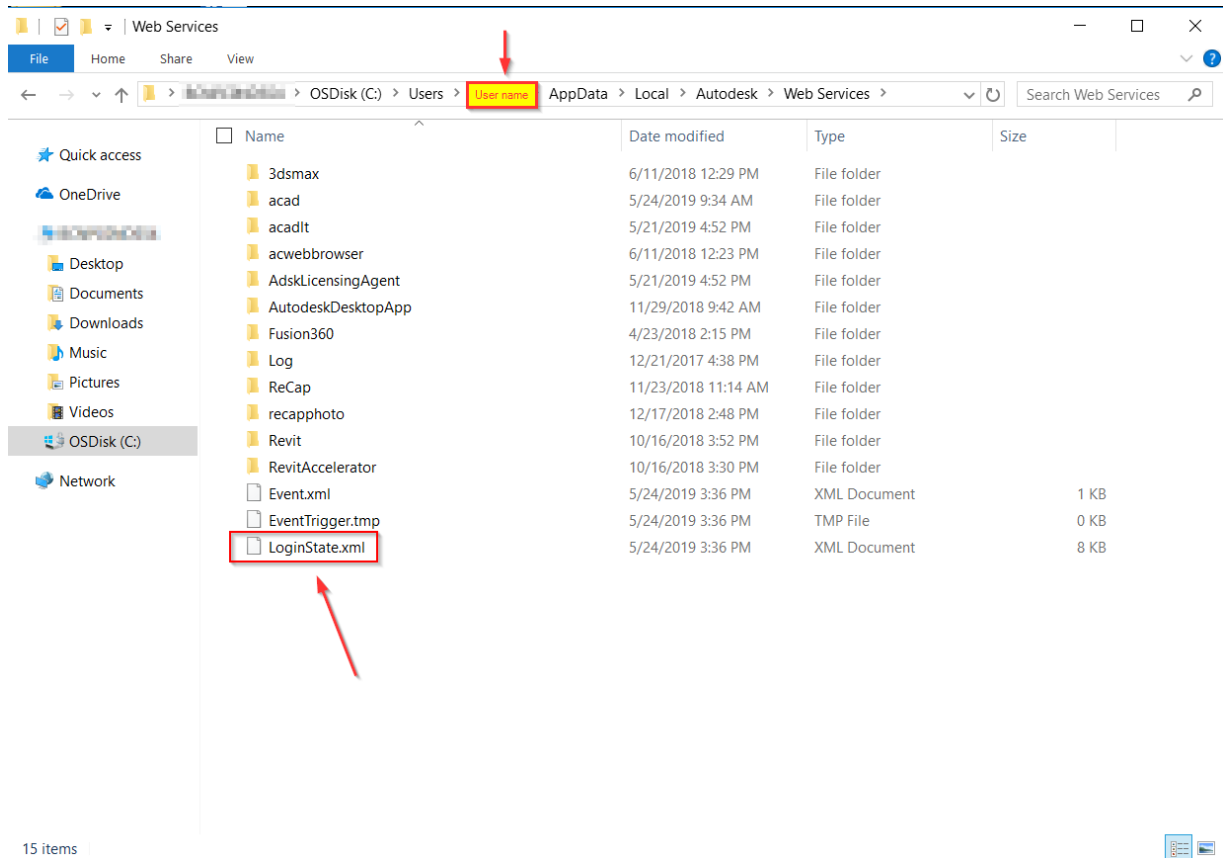 Web Services
File Home Share View
OSDisk (C:) Users User name AppData Local Autodesk Web Services Search Web Services
Name Date modified Type Size
Quick access
OneDrive
Desktop
Documents
Downloads
Music
Pictures
Videos
OSDisk (C:)
Network
3dsmax 6/11/2018 12:29 PM File folder
acad 5/24/2019 9:34 AM File folder
acadlt 5/21/2019 4:52 PM File folder
acwebbrowser 6/11/2018 12:23 PM File folder
AdskLicensingAgent 5/21/2019 4:52 PM File folder
AutodeskDesktopApp 11/29/2018 9:42 AM File folder
Fusion360 4/23/2018 2:15 PM File folder
Log 12/21/2017 4:38 PM File folder
ReCap 11/23/2018 11:14 AM File folder
recapphoto 12/17/2018 2:48 PM File folder
Revit 10/16/2018 3:52 PM File folder
RevitAccelerator 10/16/2018 3:30 PM File folder
Event.xml 5/24/2019 3:36 PM XML Document 1 KB
EventTrigger.tmp 5/24/2019 3:36 PM TMP File 0 KB
LoginState.xml 5/24/2019 3:36 PM XML Document 8 KB
15 items